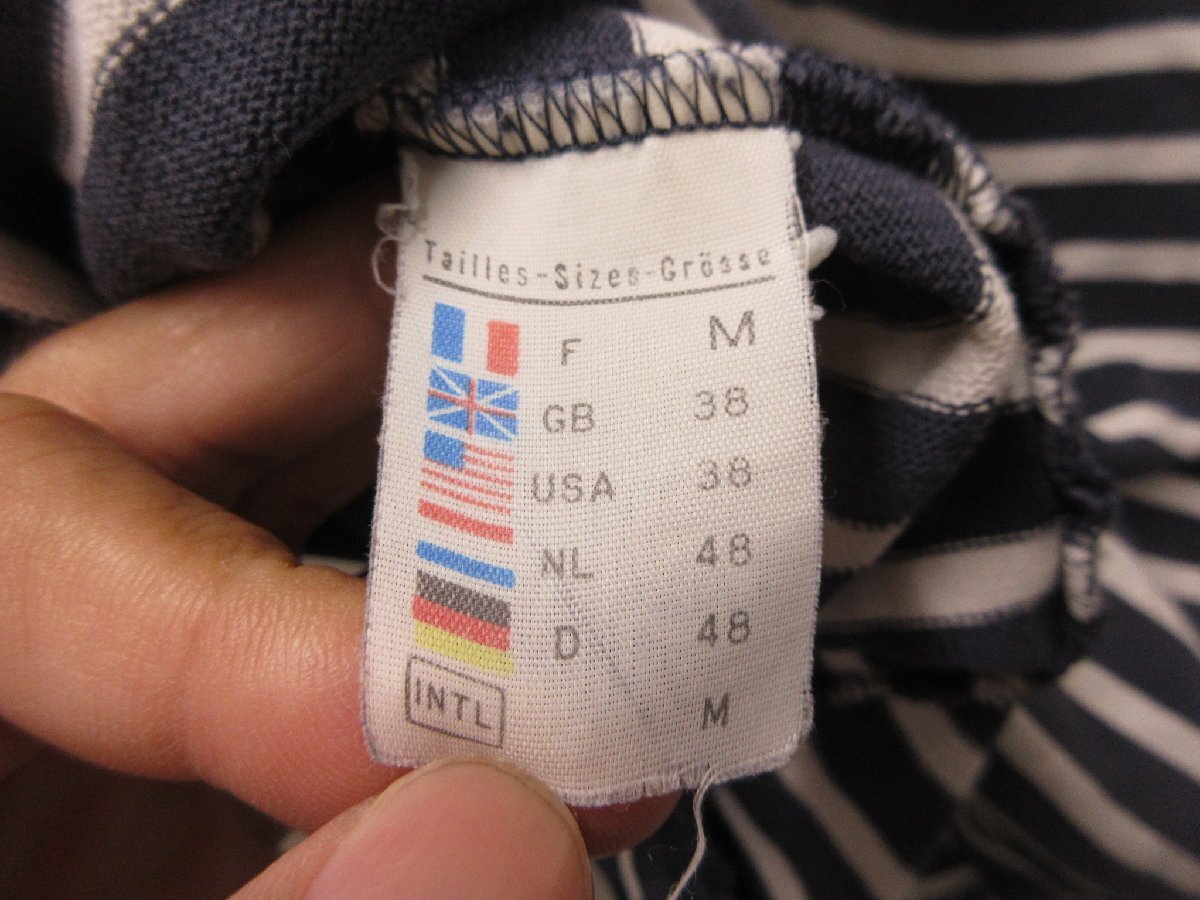 Tailles-Sizes-Grösse
F M
GB 38
USA 38
NL 48
D 48
INTL M